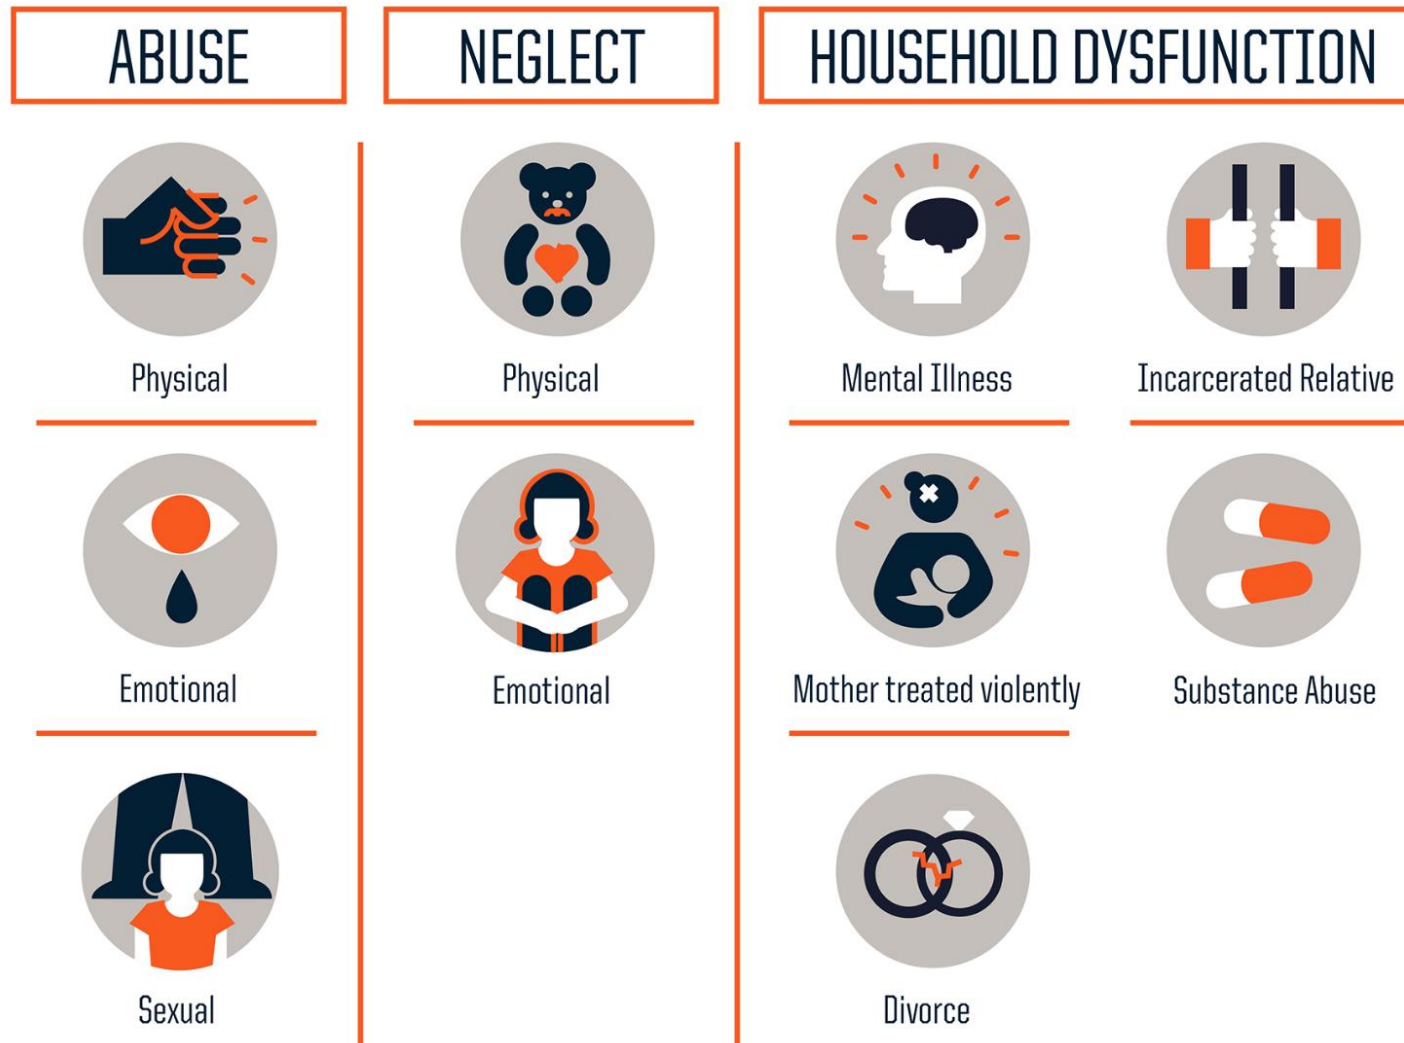 ABUSE
Physical
Emotional
Sexual
NEGLECT
Physical
Emotional
HOUSEHOLD DYSFUNCTION
Mental Illness
Incarcerated Relative
Mother treated violently
Substance Abuse
Divorce